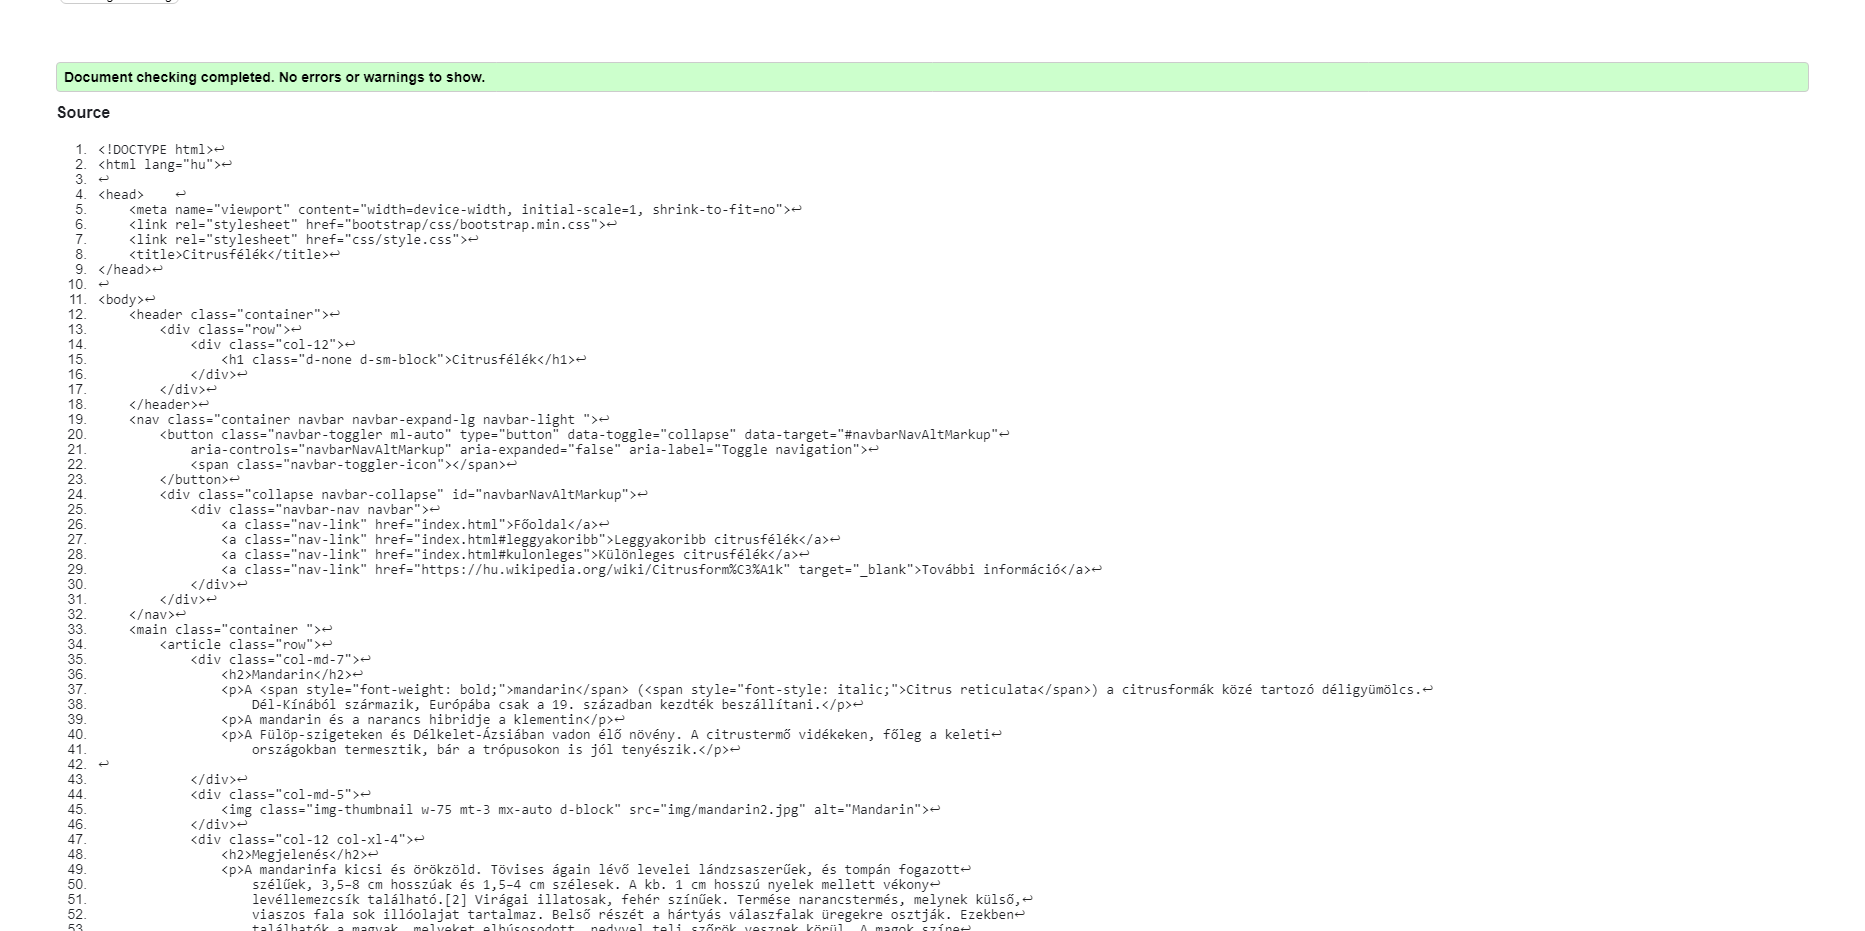 Document checking completed. No errors or warnings to show.
Source
1. <!DOCTYPE html>↩
2. <html lang="hu">↩
3. ↩
4. <head>    ↩
5.     <meta name="viewport" content="width=device-width, initial-scale=1, shrink-to-fit=no">↩
6.     <link rel="stylesheet" href="bootstrap/css/bootstrap.min.css">↩
7.     <link rel="stylesheet" href="css/style.css">↩
8.     <title>Citrusfélék</title>↩
9. </head>↩
10. ↩
11. <body>↩
12.     <header class="container">↩
13.         <div class="row">↩
14.             <div class="col-12">↩
15.                 <h1 class="d-none d-sm-block">Citrusfélék</h1>↩
16.             </div>↩
17.         </div>↩
18.     </header>↩
19.     <nav class="container navbar navbar-expand-lg navbar-light ">↩
20.         <button class="navbar-toggler ml-auto" type="button" data-toggle="collapse" data-target="#navbarNavAltMarkup"↩
21.             aria-controls="navbarNavAltMarkup" aria-expanded="false" aria-label="Toggle navigation">↩
22.             <span class="navbar-toggler-icon"></span>↩
23.         </button>↩
24.         <div class="collapse navbar-collapse" id="navbarNavAltMarkup">↩
25.             <div class="navbar-nav navbar">↩
26.                 <a class="nav-link" href="index.html">Főoldal</a>↩
27.                 <a class="nav-link" href="index.html#leggyakoribb">Leggyakoribb citrusfélék</a>↩
28.                 <a class="nav-link" href="index.html#kulonleges">Különleges citrusfélék</a>↩
29.                 <a class="nav-link" href="https://hu.wikipedia.org/wiki/Citrusform%C3%A1k" target="_blank">További információ</a>↩
30.             </div>↩
31.         </div>↩
32.     </nav>↩
33.     <main class="container ">↩
34.         <article class="row">↩
35.             <div class="col-md-7">↩
36.                 <h2>Mandarin</h2>↩
37.                 <p>A <span style="font-weight: bold;">mandarin</span> (<span style="font-style: italic;">Citrus reticulata</span>) a citrusformák közé tartozó déligyümölcs.↩
38.                     Dél-Kínából származik, Európába csak a 19. században kezdték beszállítani.</p>↩
39.                 <p>A mandarin és a narancs hibridje a klementin</p>↩
40.                 <p>A Fülöp-szigeteken és Délkelet-Ázsiában vadon élő növény. A citrustermő vidékeken, főleg a keleti↩
41.                     országokban termesztik, bár a trópusokon is jól tenyészik.</p>↩
42. ↩
43.             </div>↩
44.             <div class="col-md-5">↩
45.                 <img class="img-thumbnail w-75 mt-3 mx-auto d-block" src="img/mandarin2.jpg" alt="Mandarin">↩
46.             </div>↩
47.             <div class="col-12 col-xl-4">↩
48.                 <h2>Megjelenés</h2>↩
49.                 <p>A mandarinfa kicsi és örökzöld. Tövises ágain lévő levelei lándzsaszerűek, és tompán fogazott↩
50.                     szélűek, 3,5–8 cm hosszúak és 1,5–4 cm szélesek. A kb. 1 cm hosszú nyelek mellett vékony↩
51.                     levéllemezcsík található.[2] Virágai illatosak, fehér színűek. Termése narancstermés, melynek külső,↩
52.                     viaszos fala sok illóolajat tartalmaz. Belső részét a hártyás válaszfalak üregekre osztják. Ezekben↩
53.                     találhatók a magvak, melyeket elhúsosodott, nedvvel teli szőrök vesznek körül. A magok színe↩